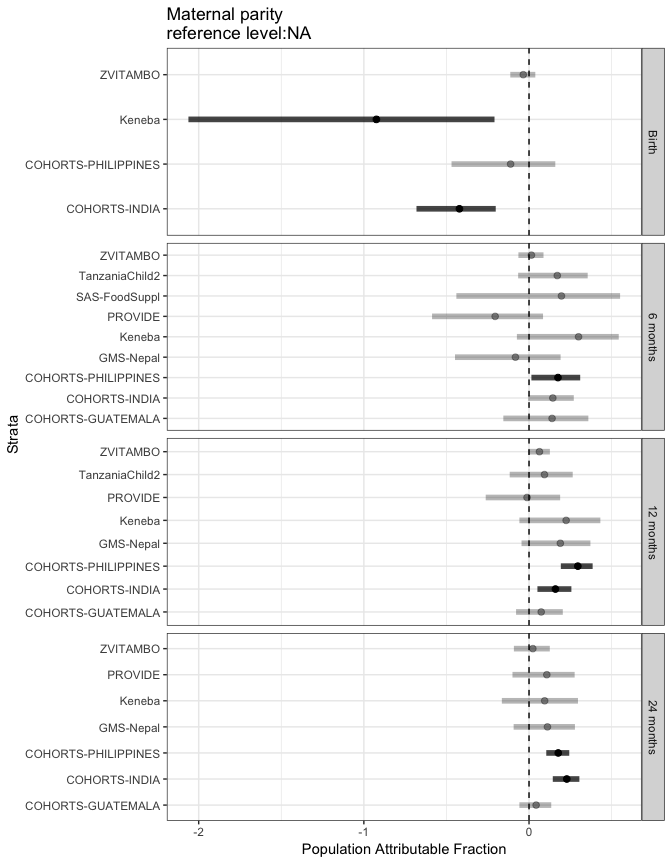 Maternal parity
reference level:NA
Strata
ZVITAMBO
Keneba
COHORTS-PHILIPPINES
COHORTS-INDIA
Birth
ZVITAMBO
TanzaniaChild2
SAS-FoodSuppl
PROVIDE
Keneba
GMS-Nepal
COHORTS-PHILIPPINES
COHORTS-INDIA
COHORTS-GUATEMALA
6 months
ZVITAMBO
TanzaniaChild2
PROVIDE
Keneba
GMS-Nepal
COHORTS-PHILIPPINES
COHORTS-INDIA
COHORTS-GUATEMALA
12 months
ZVITAMBO
PROVIDE
Keneba
GMS-Nepal
COHORTS-PHILIPPINES
COHORTS-INDIA
COHORTS-GUATEMALA
24 months
-2 -1 0
Population Attributable Fraction